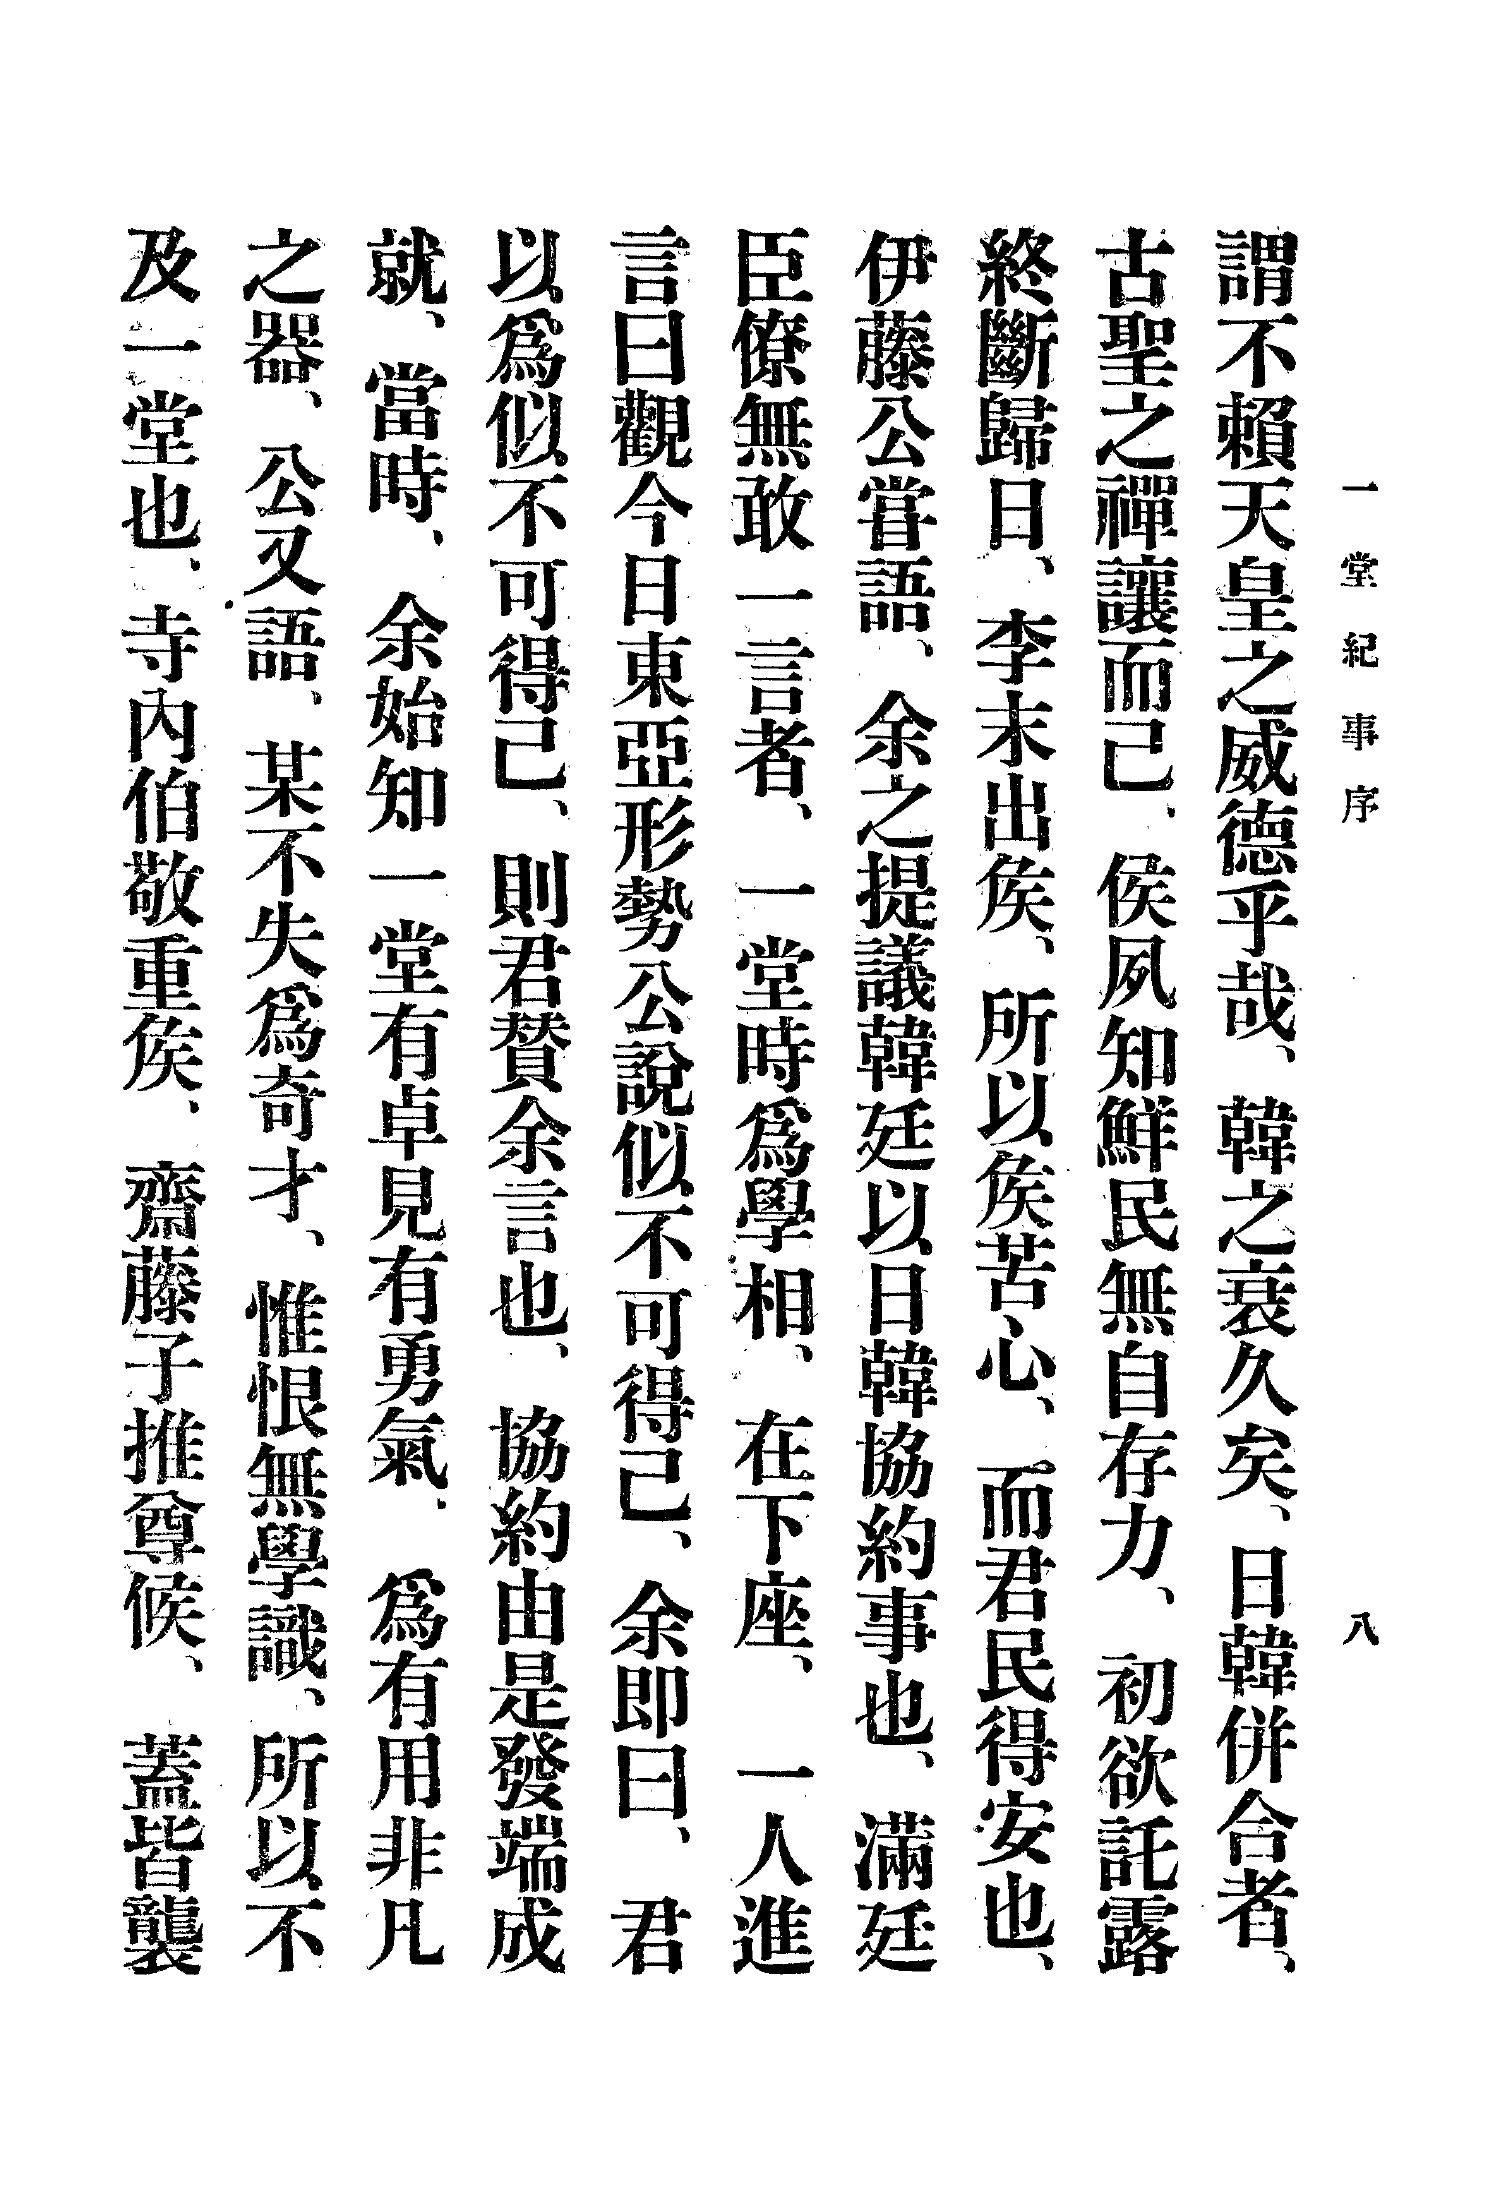 一堂紀事序　八
謂不賴天皇之威德乎哉、韓之衰久矣、日韓併合者、
古聖之禪讓而己、侯夙知鮮民無自存力、初欲託露
終斷歸日、李末出矦、所以矦苦心、而君民得安也、
伊藤公嘗語、余之提議韓廷以日韓協約事也、滿廷
臣僚無敢一言者、一堂時爲學相、在下座、一人進
言曰觀今日東亞形勢公說似不可得己、余即曰、君
以爲似不可得己、則君賛余言也、協約由是發端成
就、當時、余始知一堂有卓見有勇氣、爲有用非凡
之器、公又語、某不失爲奇才、惟恨無學識、所以不
及一堂也、寺內伯敬重矦、齋藤子推尊候、蓋皆襲